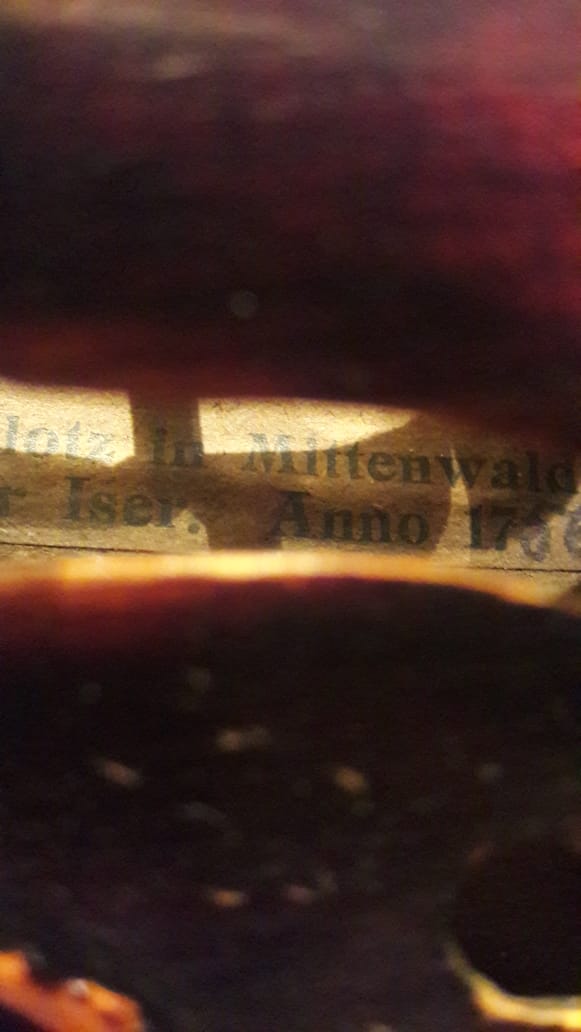 lotz in Mittenwald
r Iser. Anno 17